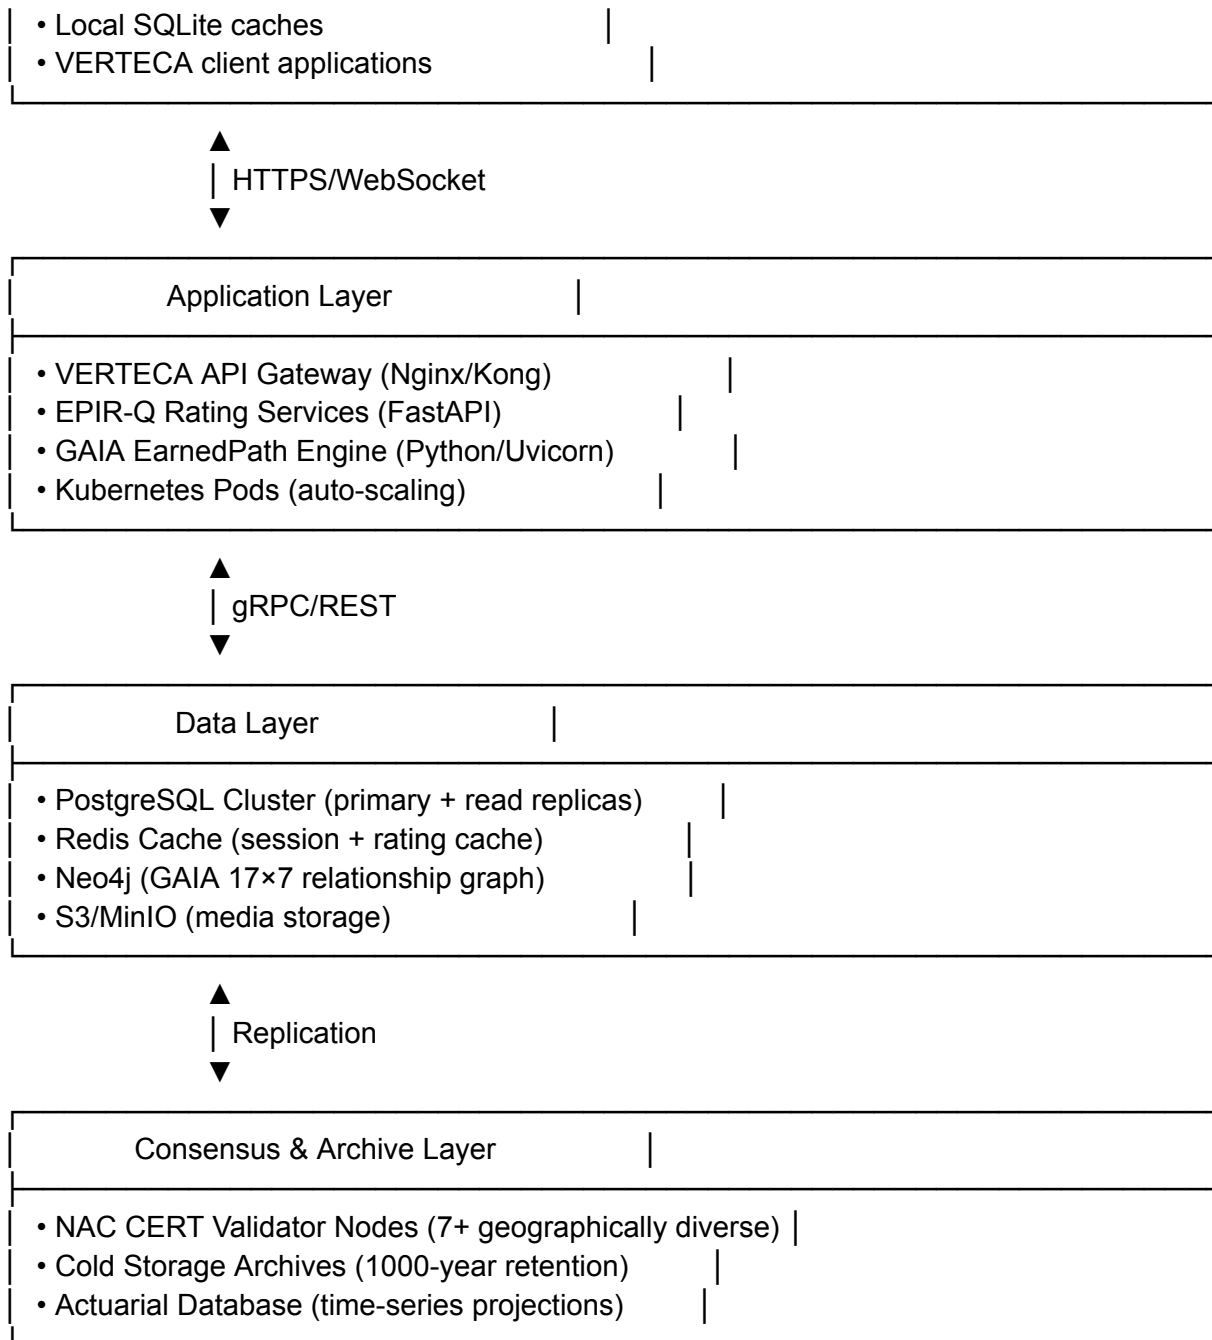 • Local SQLite caches
• VERTECA client applications
▲
│ HTTPS/WebSocket
▼
Application Layer
• VERTECA API Gateway (Nginx/Kong)
• EPIR-Q Rating Services (FastAPI)
• GAIA EarnedPath Engine (Python/Uvicorn)
• Kubernetes Pods (auto-scaling)
▲
│ gRPC/REST
▼
Data Layer
• PostgreSQL Cluster (primary + read replicas)
• Redis Cache (session + rating cache)
• Neo4j (GAIA 17×7 relationship graph)
• S3/MinIO (media storage)
▲
│ Replication
▼
Consensus & Archive Layer
• NAC CERT Validator Nodes (7+ geographically diverse)
• Cold Storage Archives (1000-year retention)
• Actuarial Database (time-series projections)